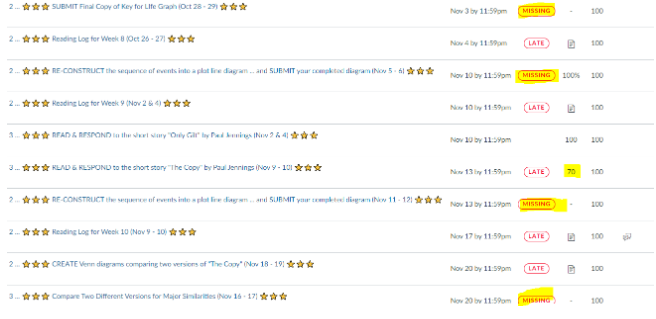 2 ... SUBMIT Final Copy of Key for Life Graph (Oct 28 - 29) Nov 3 by 11:59pm MISSING - 100
2 ... Reading Log for Week 8 (Oct 26 - 27) Nov 4 by 11:59pm LATE 100
2 ... RE-CONSTRUCT the sequence of events into a plot line diagram ... and SUBMIT your completed diagram (Nov 5 - 6) Nov 10 by 11:59pm MISSING 100% 100
2 ... Reading Log for Week 9 (Nov 2 & 4) Nov 10 by 11:59pm LATE 100
3 ... READ & RESPOND to the short story "Only Gilt" by Paul Jennings (Nov 2 & 4) Nov 10 by 11:59pm 100 100
3 ... READ & RESPOND to the short story "The Copy" by Paul Jennings (Nov 9 - 10) Nov 13 by 11:59pm LATE 70 100
2 ... RE-CONSTRUCT the sequence of events into a plot line diagram ... and SUBMIT your completed diagram (Nov 11 - 12) Nov 13 by 11:59pm MISSING - 100
2 ... Reading Log for Week 10 (Nov 9 - 10) Nov 17 by 11:59pm LATE 100
2 ... CREATE Venn diagrams comparing two versions of "The Copy" (Nov 18 - 19) Nov 20 by 11:59pm LATE 100
3 ... Compare Two Different Versions for Major Similarities (Nov 16 - 17) Nov 20 by 11:59pm MISSING - 100